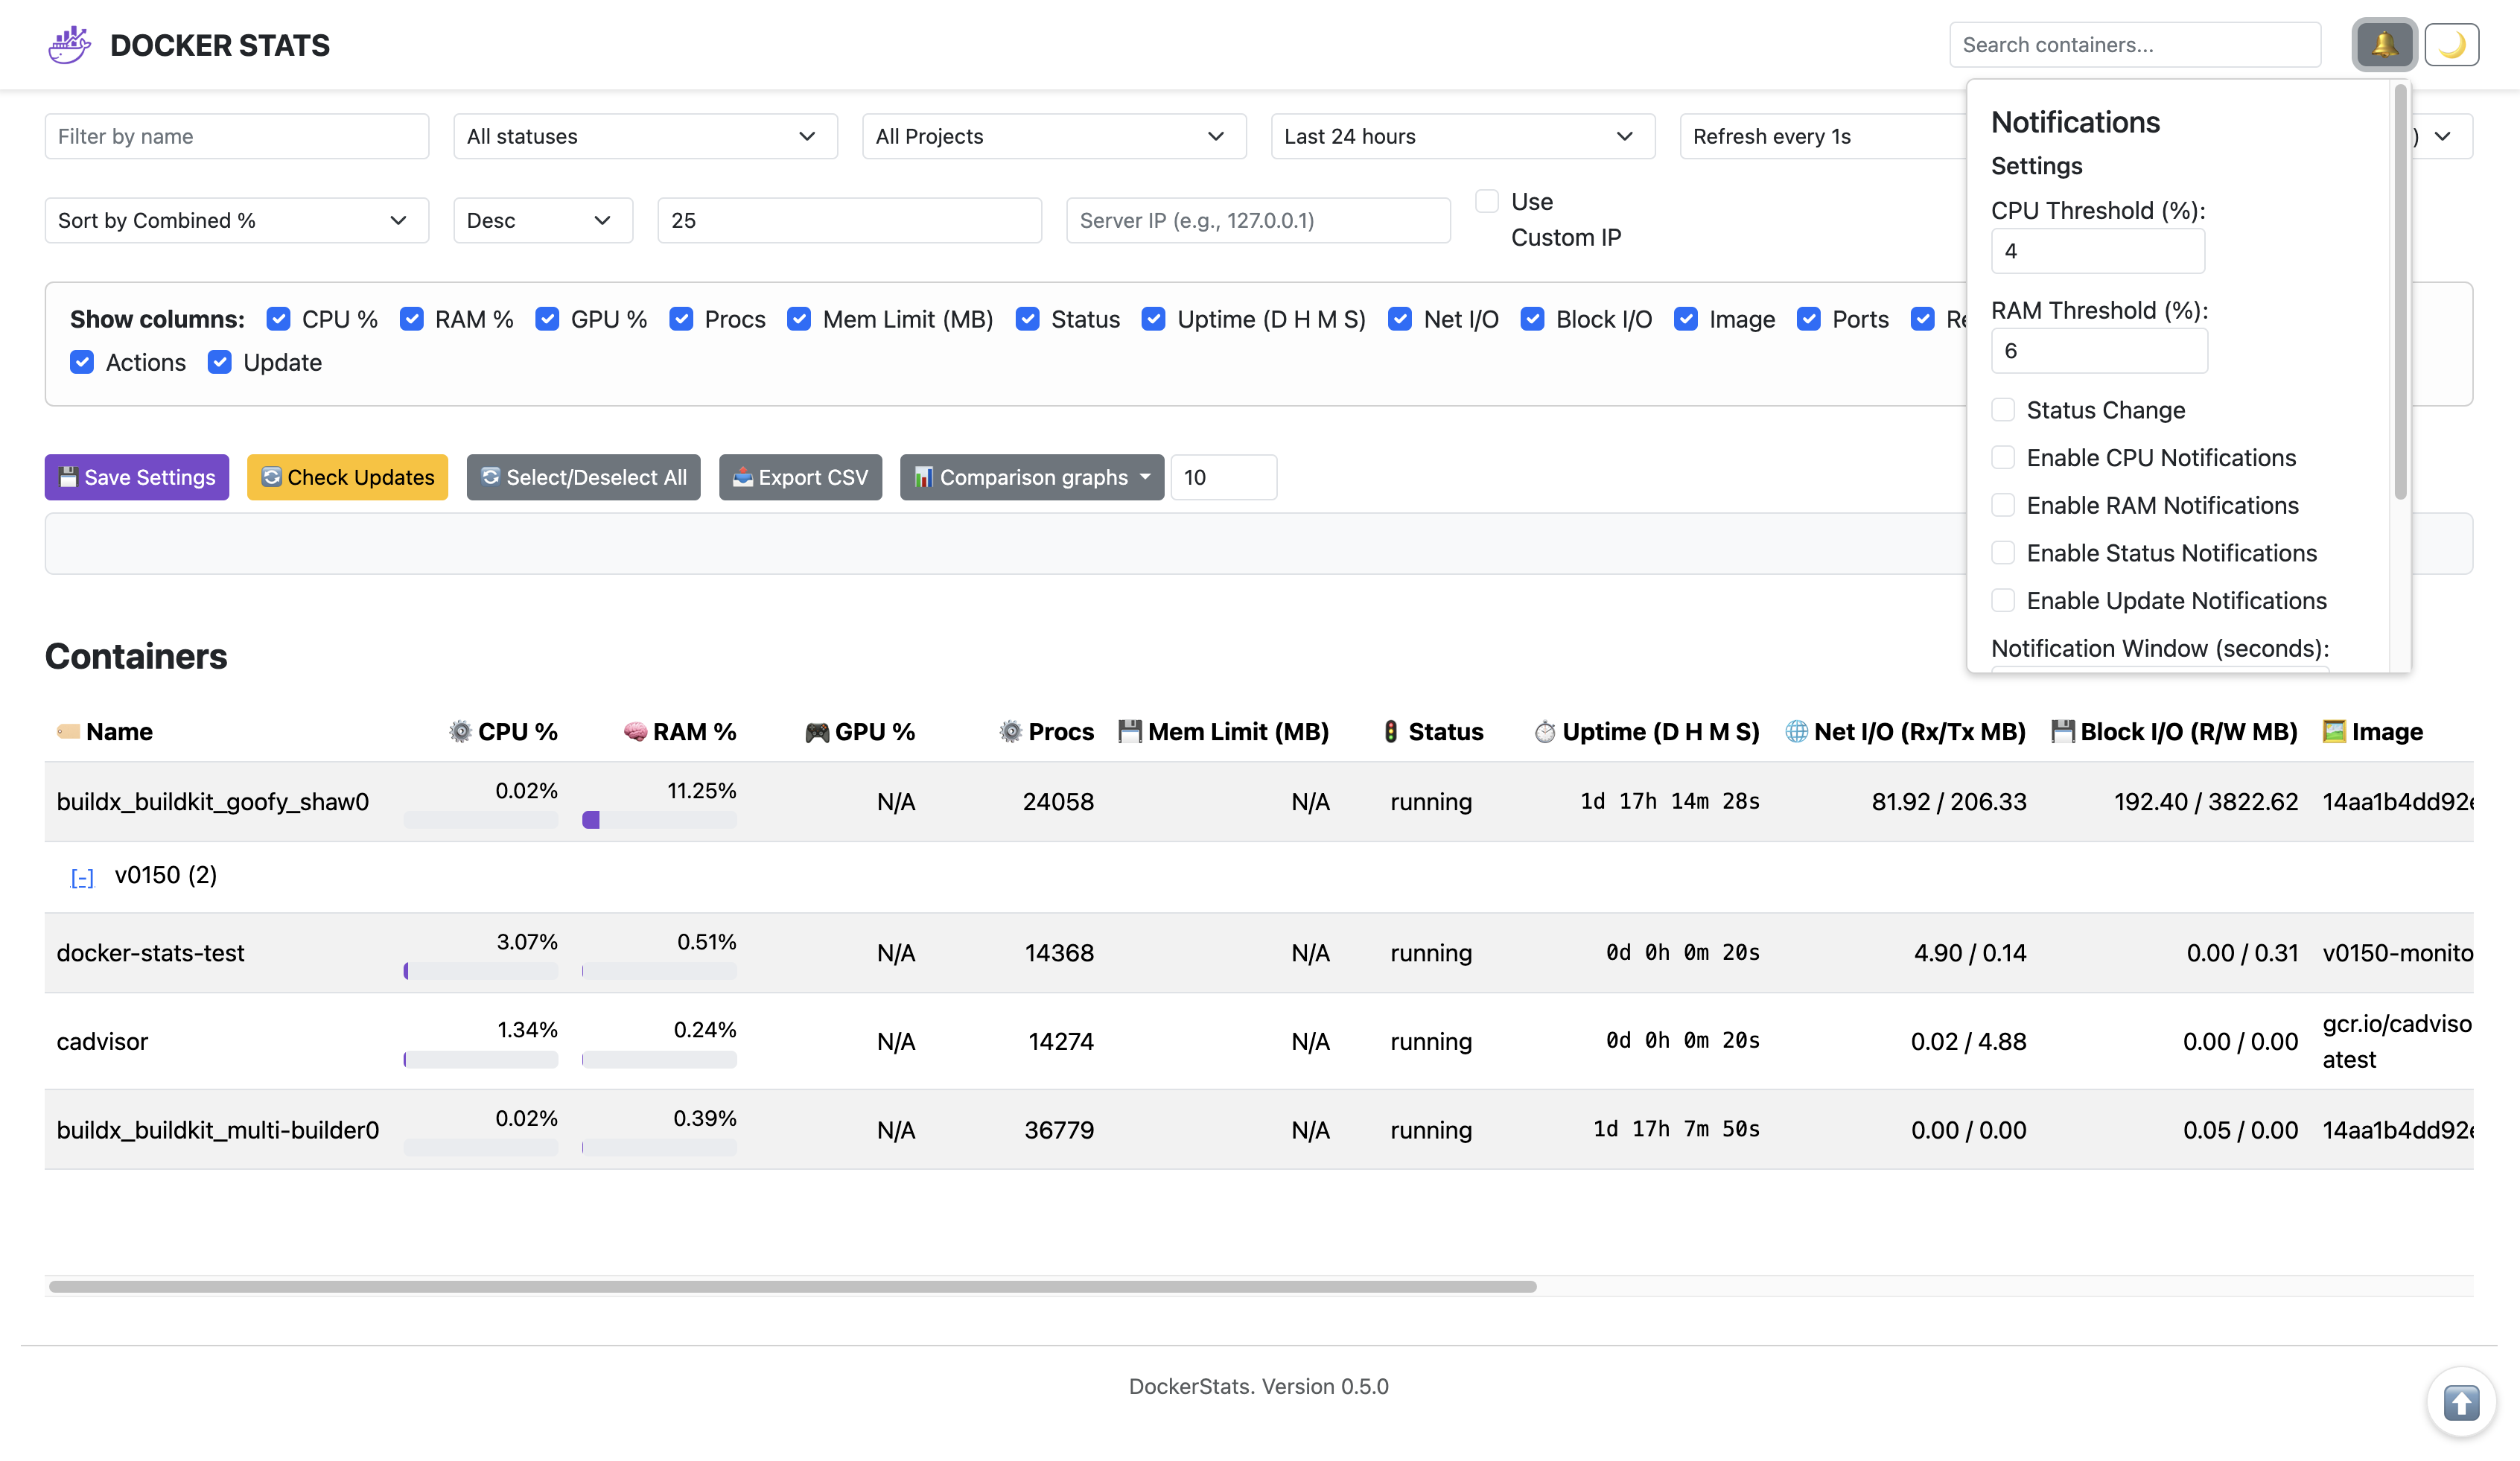 DOCKER STATS
Search containers...
Filter by name
All statuses
All Projects
Last 24 hours
Refresh every 1s
)
Sort by Combined %
Desc
25
Server IP (e.g., 127.0.0.1)
Use
Custom IP
Show columns:
CPU %
RAM %
GPU %
Procs
Mem Limit (MB)
Status
Uptime (D H M S)
Net I/O
Block I/O
Image
Ports
Actions
Update
Save Settings
Check Updates
Select/Deselect All
Export CSV
Comparison graphs
10
Notifications
Settings
CPU Threshold (%):
4
RAM Threshold (%):
6
Status Change
Enable CPU Notifications
Enable RAM Notifications
Enable Status Notifications
Enable Update Notifications
Notification Window (seconds):
Containers
Name CPU % RAM % GPU % Procs Mem Limit (MB) Status Uptime (D H M S) Net I/O (Rx/Tx MB) Block I/O (R/W MB) Image
buildx_buildkit_goofy_shaw0 0.02% 11.25% N/A 24058 N/A running 1d 17h 14m 28s 81.92 / 206.33 192.40 / 3822.62 14aa1b4dd92
[-] v0150 (2)
docker-stats-test 3.07% 0.51% N/A 14368 N/A running 0d 0h 0m 20s 4.90 / 0.14 0.00 / 0.31 v0150-monito
cadvisor 1.34% 0.24% N/A 14274 N/A running 0d 0h 0m 20s 0.02 / 4.88 0.00 / 0.00 gcr.io/cadviso
atest
buildx_buildkit_multi-builder0 0.02% 0.39% N/A 36779 N/A running 1d 17h 7m 50s 0.00 / 0.00 0.05 / 0.00 14aa1b4dd92
DockerStats. Version 0.5.0